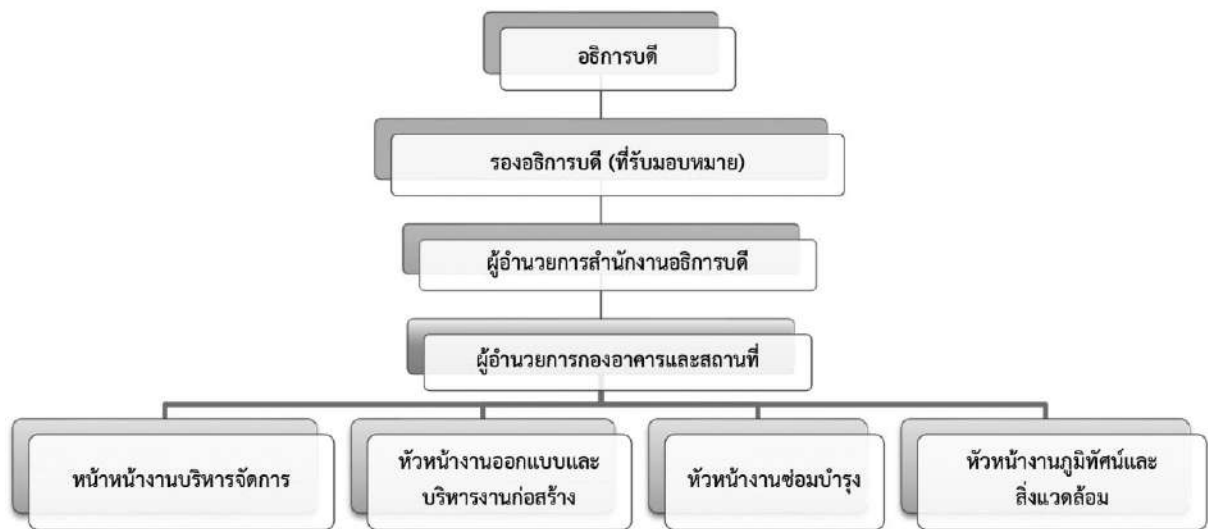 อธิการบดี
รองอธิการบดี (ที่รับมอบหมาย)
ผู้อำนวยการสำนักงานอธิการบดี
ผู้อำนวยการกองอาคารและสถานที่
หน้าหน้างานบริหารจัดการ
หัวหน้างานออกแบบและ
บริหารงานก่อสร้าง
หัวหน้างานซ่อมบำรุง
หัวหน้างานภูมิทัศน์และ
สิ่งแวดล้อม